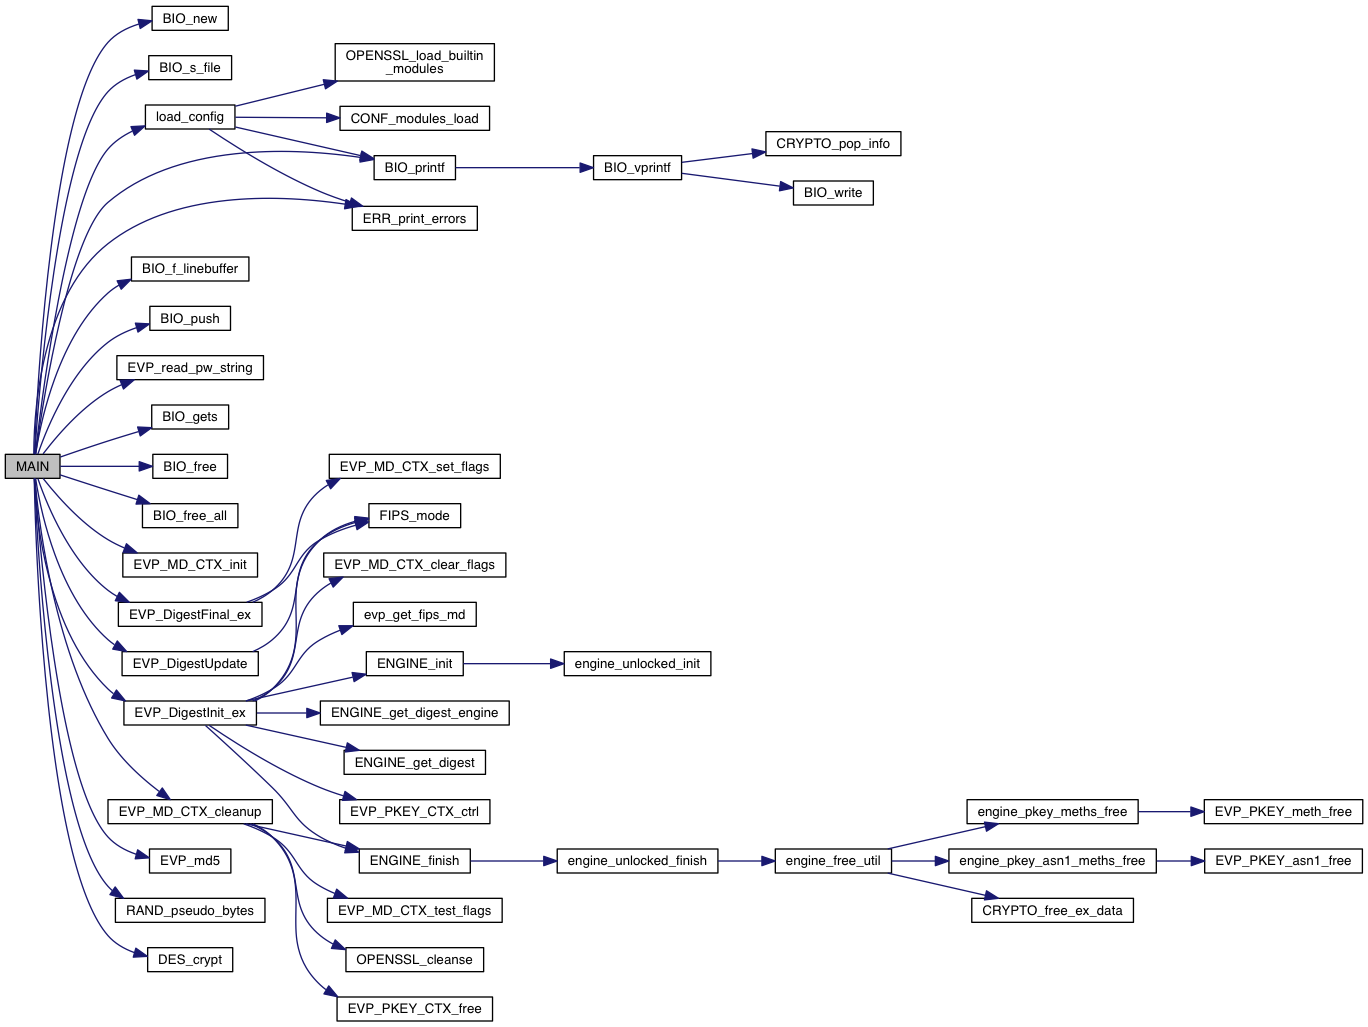 BIO_new
BIO_s_file
OPENSSL_load_builtin
_modules
load_config
CONF_modules_load
CRYPTO_pop_info
BIO_printf
BIO_vprintf
BIO_write
ERR_print_errors
BIO_f_linebuffer
BIO_push
EVP_read_pw_string
BIO_gets
MAIN
BIO_free
EVP_MD_CTX_set_flags
BIO_free_all
FIPS_mode
EVP_MD_CTX_init
EVP_MD_CTX_clear_flags
EVP_DigestFinal_ex
evp_get_fips_md
EVP_DigestUpdate
ENGINE_init
engine_unlocked_init
EVP_DigestInit_ex
ENGINE_get_digest_engine
ENGINE_get_digest
EVP_MD_CTX_cleanup
EVP_PKEY_CTX_ctrl
engine_pkey_meths_free
EVP_PKEY_meth_free
EVP_md5
ENGINE_finish
engine_unlocked_finish
engine_free_util
engine_pkey_asn1_meths_free
EVP_PKEY_asn1_free
RAND_pseudo_bytes
EVP_MD_CTX_test_flags
CRYPTO_free_ex_data
DES_crypt
OPENSSL_cleanse
EVP_PKEY_CTX_free